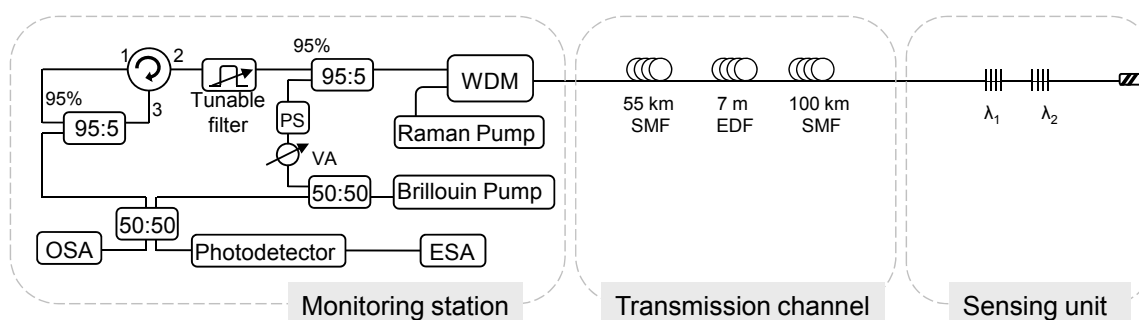 95%
1
2
3
95:5
Tunable
filter
95%
95:5
PS
VA
WDM
Raman Pump
50:50
Brillouin Pump
50:50
OSA
Photodetector
ESA
Monitoring station
55 km
SMF
7 m
EDF
100 km
SMF
Transmission channel
λ1
λ2
Sensing unit